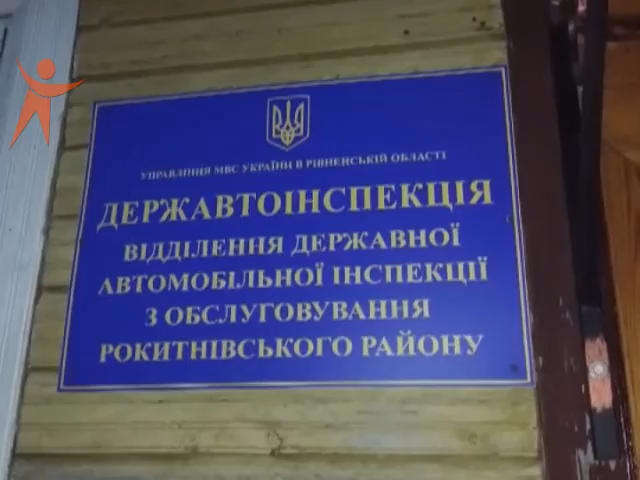 УПРАВЛІННЯ МВС УКРАЇНИ В РІВНЕНСЬКІЙ ОБЛАСТІ
ДЕРЖАВТОІНСПЕКЦІЯ
ВІДДІЛЕННЯ ДЕРЖАВНОЇ
АВТОМОБІЛЬНОЇ ІНСПЕКЦІЇ
З ОБСЛУГОВУВАННЯ
РОКИТНІВСЬКОГО РАЙОНУ